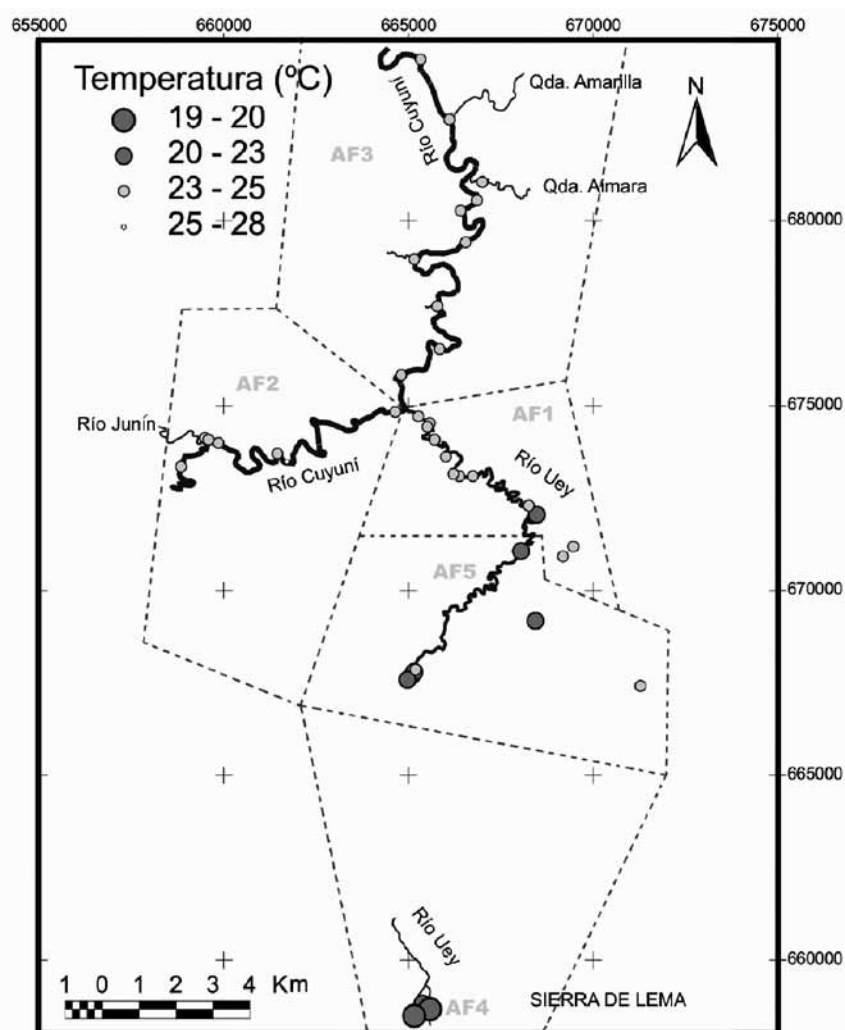 655000 660000 665000 670000 675000
Temperatura (ºC)
19 - 20
20 - 23
23 - 25
25 - 28
Río Cuyuní
Qda. Amarilla
N
AF3
Qda. Aimara
680000
AF2
675000
AF1
Río Junín
Río Cuyuní
Río Uey
AF5
670000
665000
Río Uey
660000
1 0 1 2 3 4 Km
AF4
SIERRA DE LEMA